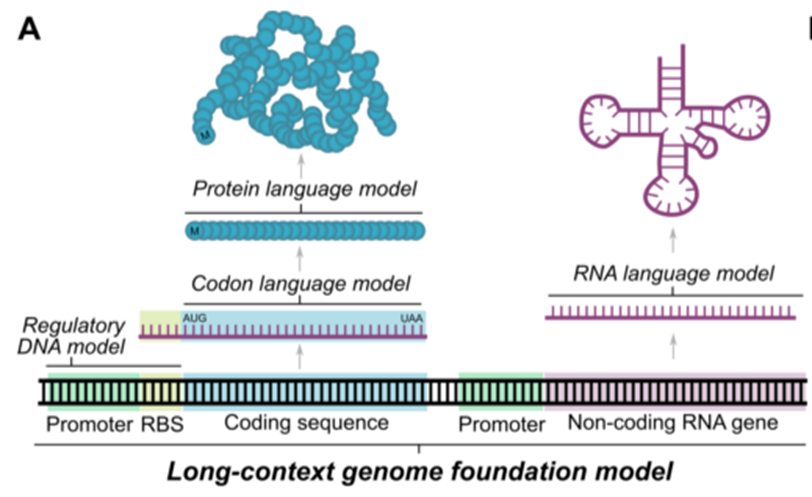 A
M
Protein language model
M
Codon language model
AUG
UAA
Regulatory
DNA model
RNA language model
Promoter RBS
Coding sequence
Promoter
Non-coding RNA gene
Long-context genome foundation model